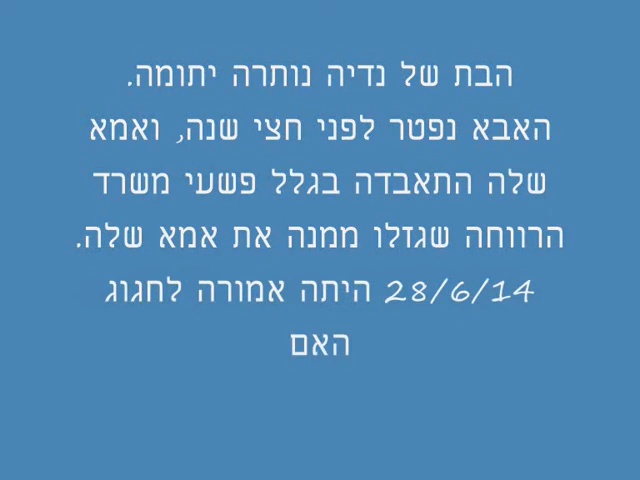 הבת של נדיה נותרה יתומה.
האבא נפטר לפני חצי שנה, ואמא
שלה התאבדה בגלל פשעי משרד
הרווחה שגזלו ממנה את אמא שלה.
28/6/14 היתה אמורה לחגוג
האם